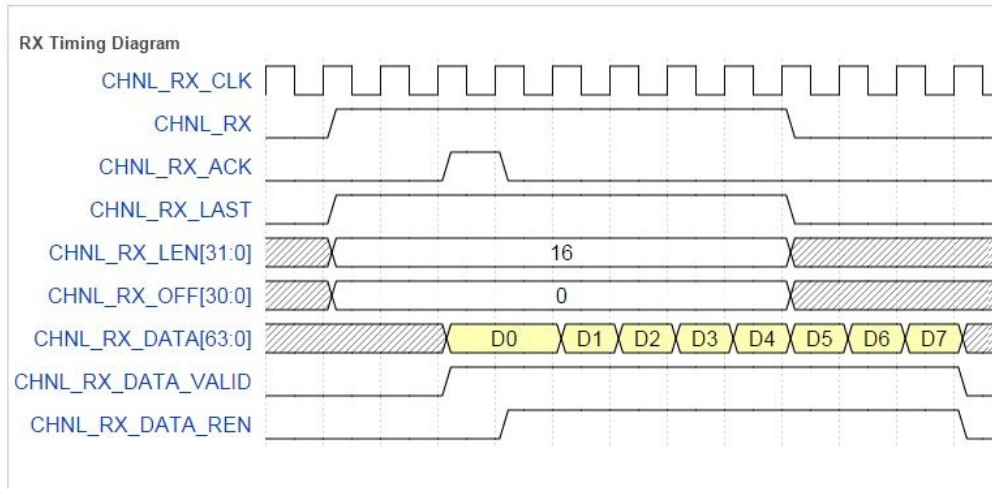 RX Timing Diagram
CHNL_RX_CLK
CHNL_RX
CHNL_RX_ACK
CHNL_RX_LAST
CHNL_RX_LEN[31:0] 16
CHNL_RX_OFF[30:0] 0
CHNL_RX_DATA[63:0] D0 D1 D2 D3 D4 D5 D6 D7
CHNL_RX_DATA_VALID
CHNL_RX_DATA_REN